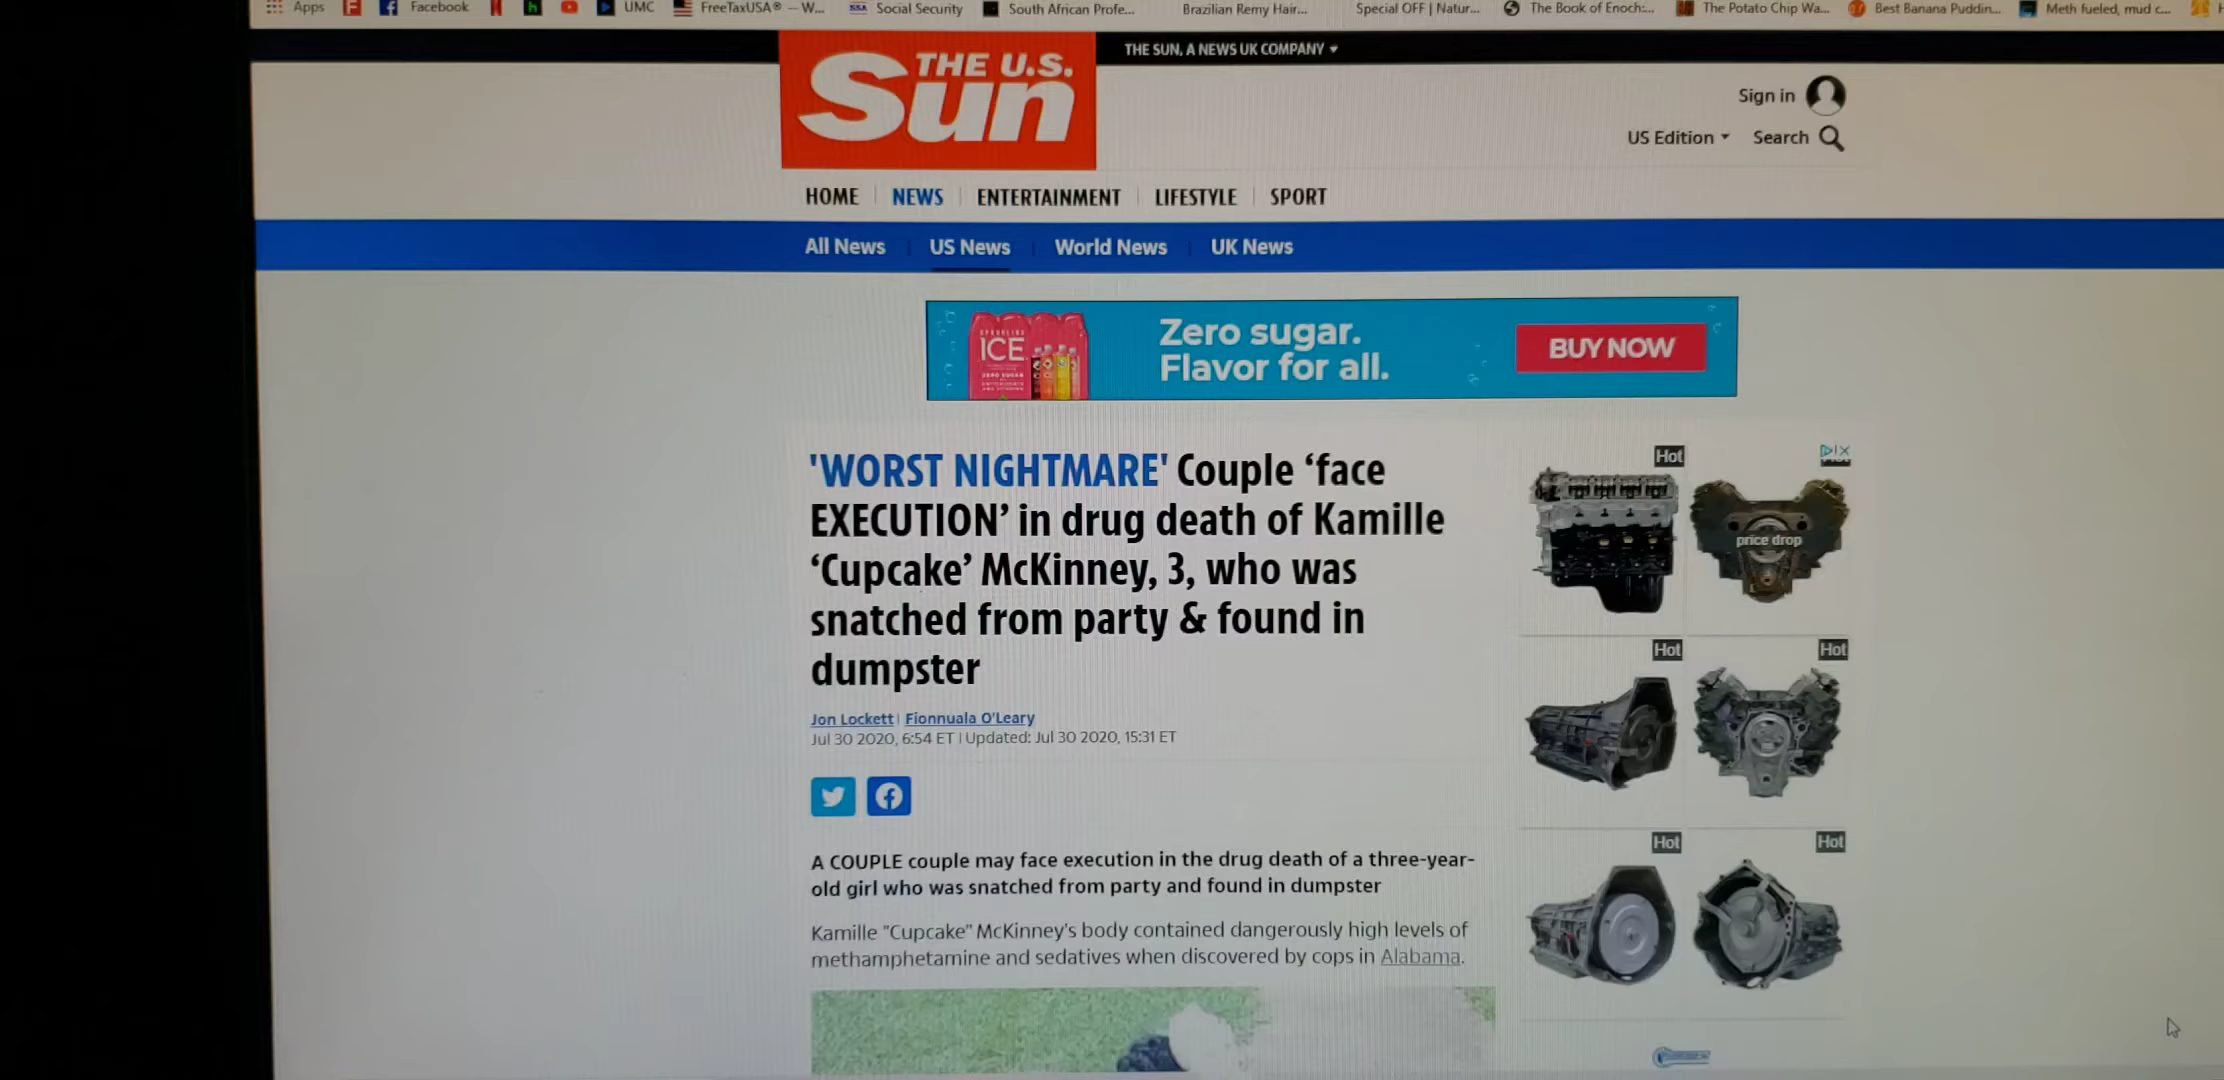 Apps Facebook UMC FreeTaxUSA® — W... Social Security South African Profe... Brazilian Remy Hair... Special OFF | Natur... The Book of Enoch:... The Potato Chip Wa... Best Banana Puddin... Meth fueled, mud c...
THE SUN, A NEWS UK COMPANY
THE U.S.
Sun
Sign in
US Edition Search
HOME NEWS ENTERTAINMENT LIFESTYLE SPORT
All News US News World News UK News
SPARKLING
ICE
ZERO SUGAR
Zero sugar.
Flavor for all.
BUY NOW
'WORST NIGHTMARE' Couple ‘face
EXECUTION’ in drug death of Kamille
‘Cupcake’ McKinney, 3, who was
snatched from party & found in
dumpster
Jon Lockett | Fionnuala O'Leary
Jul 30 2020, 6:54 ET | Updated: Jul 30 2020, 15:31 ET
A COUPLE couple may face execution in the drug death of a three-year-
old girl who was snatched from party and found in dumpster
Kamille "Cupcake" McKinney's body contained dangerously high levels of
methamphetamine and sedatives when discovered by cops in Alabama.
Hot
price drop
Hot Hot
Hot Hot